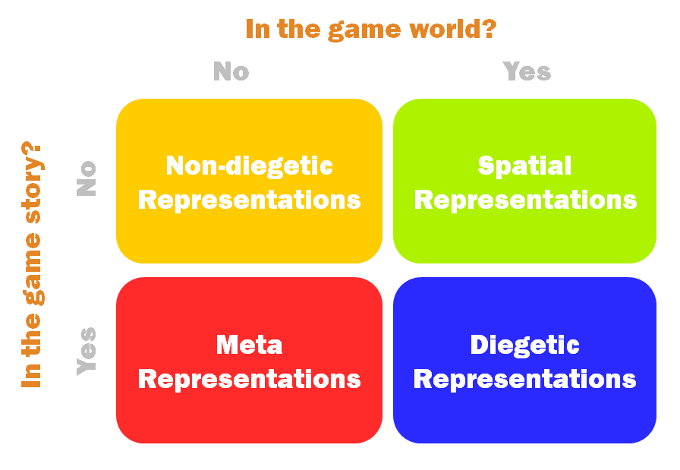 In the game world?
No
Yes
In the game story?
No
Non-diegetic
Representations
Spatial
Representations
Yes
Meta
Representations
Diegetic
Representations